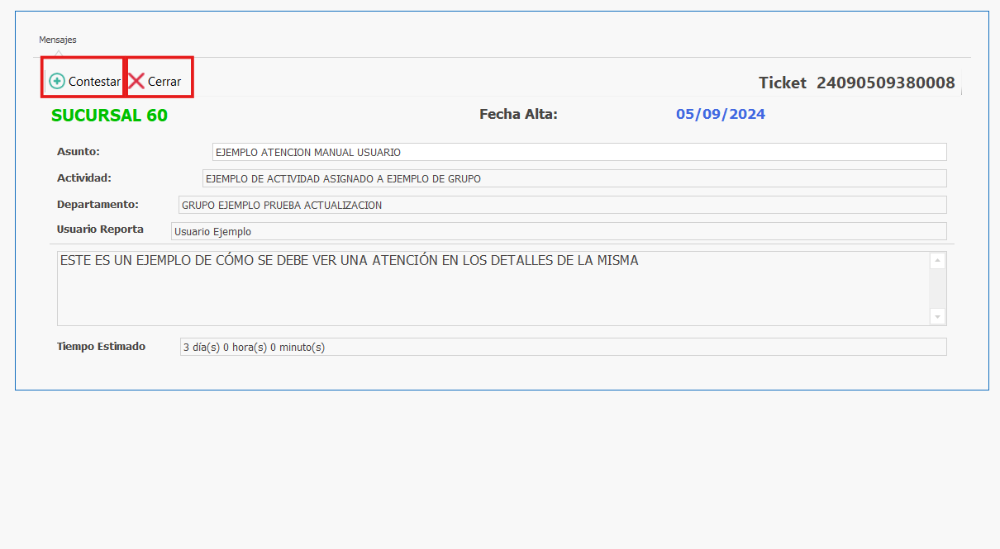 Mensajes
Contestar Cerrar Ticket 24090509380008
SUCURSAL 60 Fecha Alta: 05/09/2024
Asunto: EJEMPLO ATENCION MANUAL USUARIO
Actividad: EJEMPLO DE ACTIVIDAD ASIGNADO A EJEMPLO DE GRUPO
Departamento: GRUPO EJEMPLO PRUEBA ACTUALIZACION
Usuario Reporta Usuario Ejemplo
ESTE ES UN EJEMPLO DE CÓMO SE DEBE VER UNA ATENCIÓN EN LOS DETALLES DE LA MISMA
Tiempo Estimado 3 día(s) 0 hora(s) 0 minuto(s)